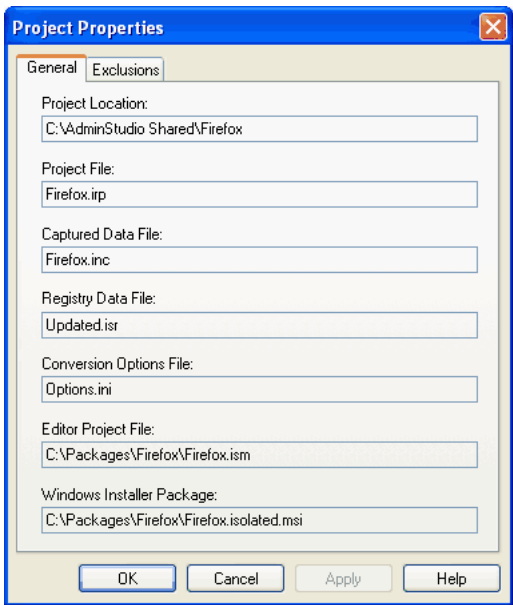 Project Properties
General Exclusions
Project Location:
C:\AdminStudio Shared\Firefox
Project File:
Firefox.irp
Captured Data File:
Firefox.inc
Registry Data File:
Updated.isr
Conversion Options File:
Options.ini
Editor Project File:
C:\Packages\Firefox\Firefox.ism
Windows Installer Package:
C:\Packages\Firefox\Firefox.isolated.msi
OK Cancel Apply Help